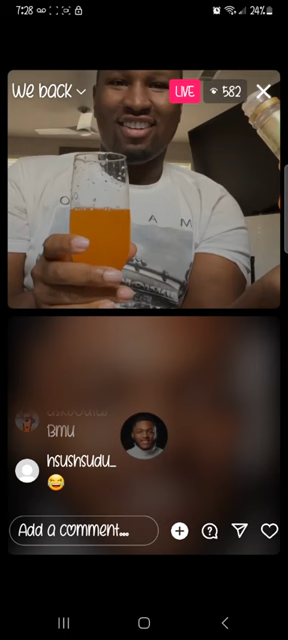 7:28
24%
We back
LIVE
582
O A M
Bmu
hsushsudu_
Add a comment...